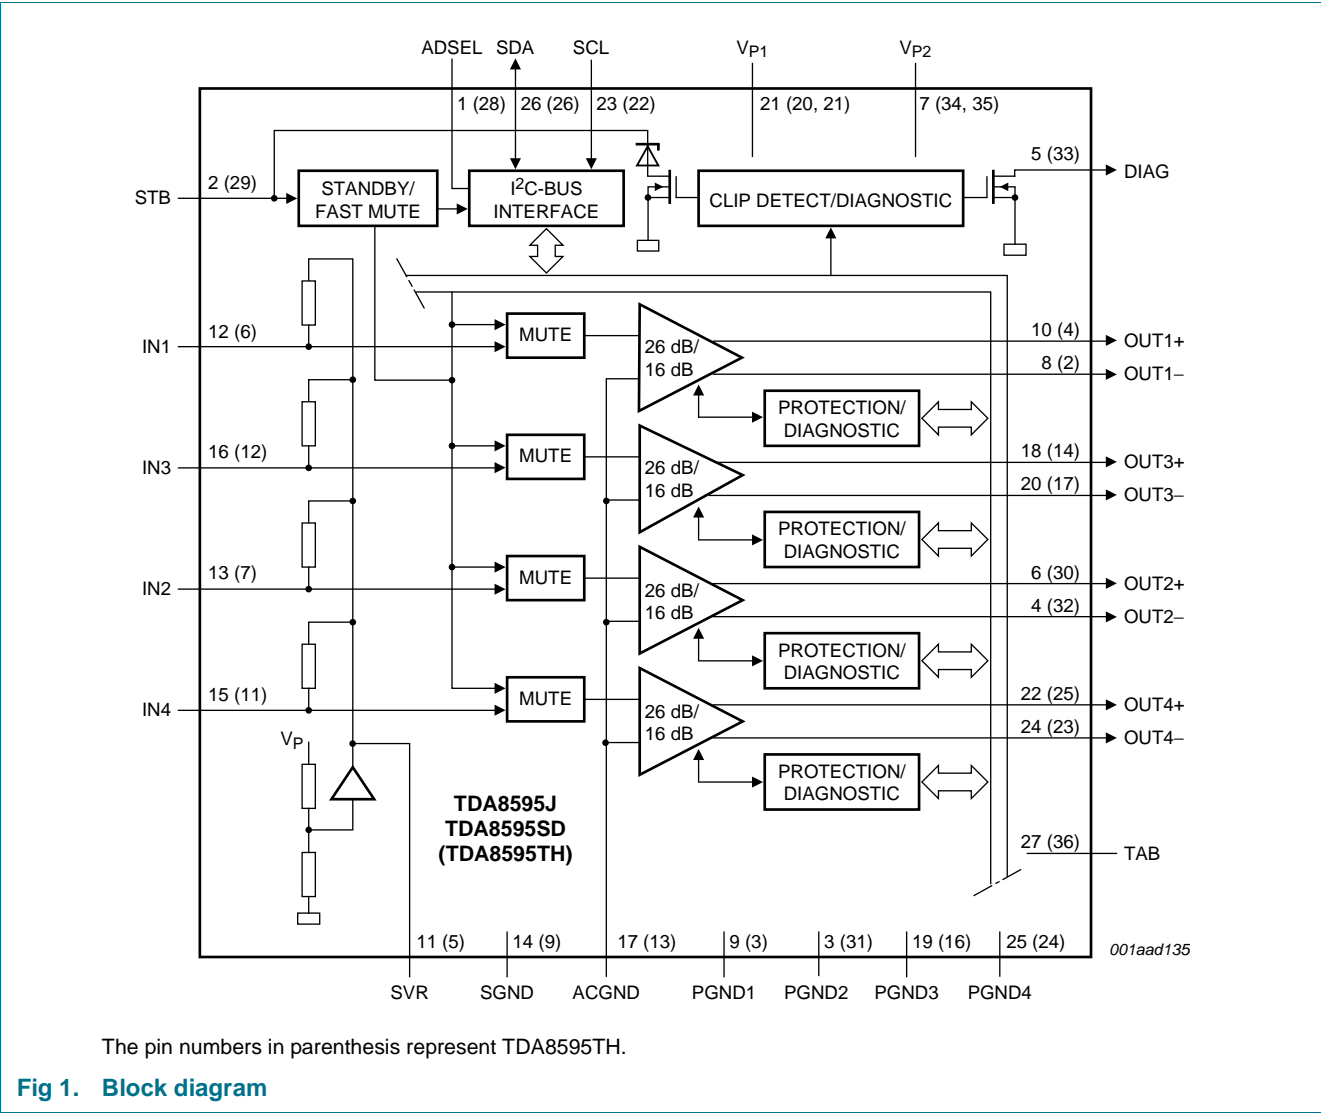 ADSEL SDA SCL VP1 VP2
1 (28) 26 (26) 23 (22) 21 (20, 21) 7 (34, 35)
5 (33) DIAG
STB 2 (29)
STANDBY/
FAST MUTE
I2C-BUS
INTERFACE
CLIP DETECT/DIAGNOSTIC
IN1 12 (6)
MUTE
26 dB/
16 dB
10 (4) OUT1+
8 (2) OUT1−
PROTECTION/
DIAGNOSTIC
IN3 16 (12)
MUTE
26 dB/
16 dB
18 (14) OUT3+
20 (17) OUT3−
PROTECTION/
DIAGNOSTIC
IN2 13 (7)
MUTE
26 dB/
16 dB
6 (30) OUT2+
4 (32) OUT2−
PROTECTION/
DIAGNOSTIC
IN4 15 (11)
MUTE
26 dB/
16 dB
22 (25) OUT4+
24 (23) OUT4−
PROTECTION/
DIAGNOSTIC
VP
TDA8595J
TDA8595SD
(TDA8595TH)
27 (36) TAB
11 (5) 14 (9) 17 (13) 9 (3) 3 (31) 19 (16) 25 (24)
001aad135
SVR SGND ACGND PGND1 PGND2 PGND3 PGND4
The pin numbers in parenthesis represent TDA8595TH.
Fig 1. Block diagram